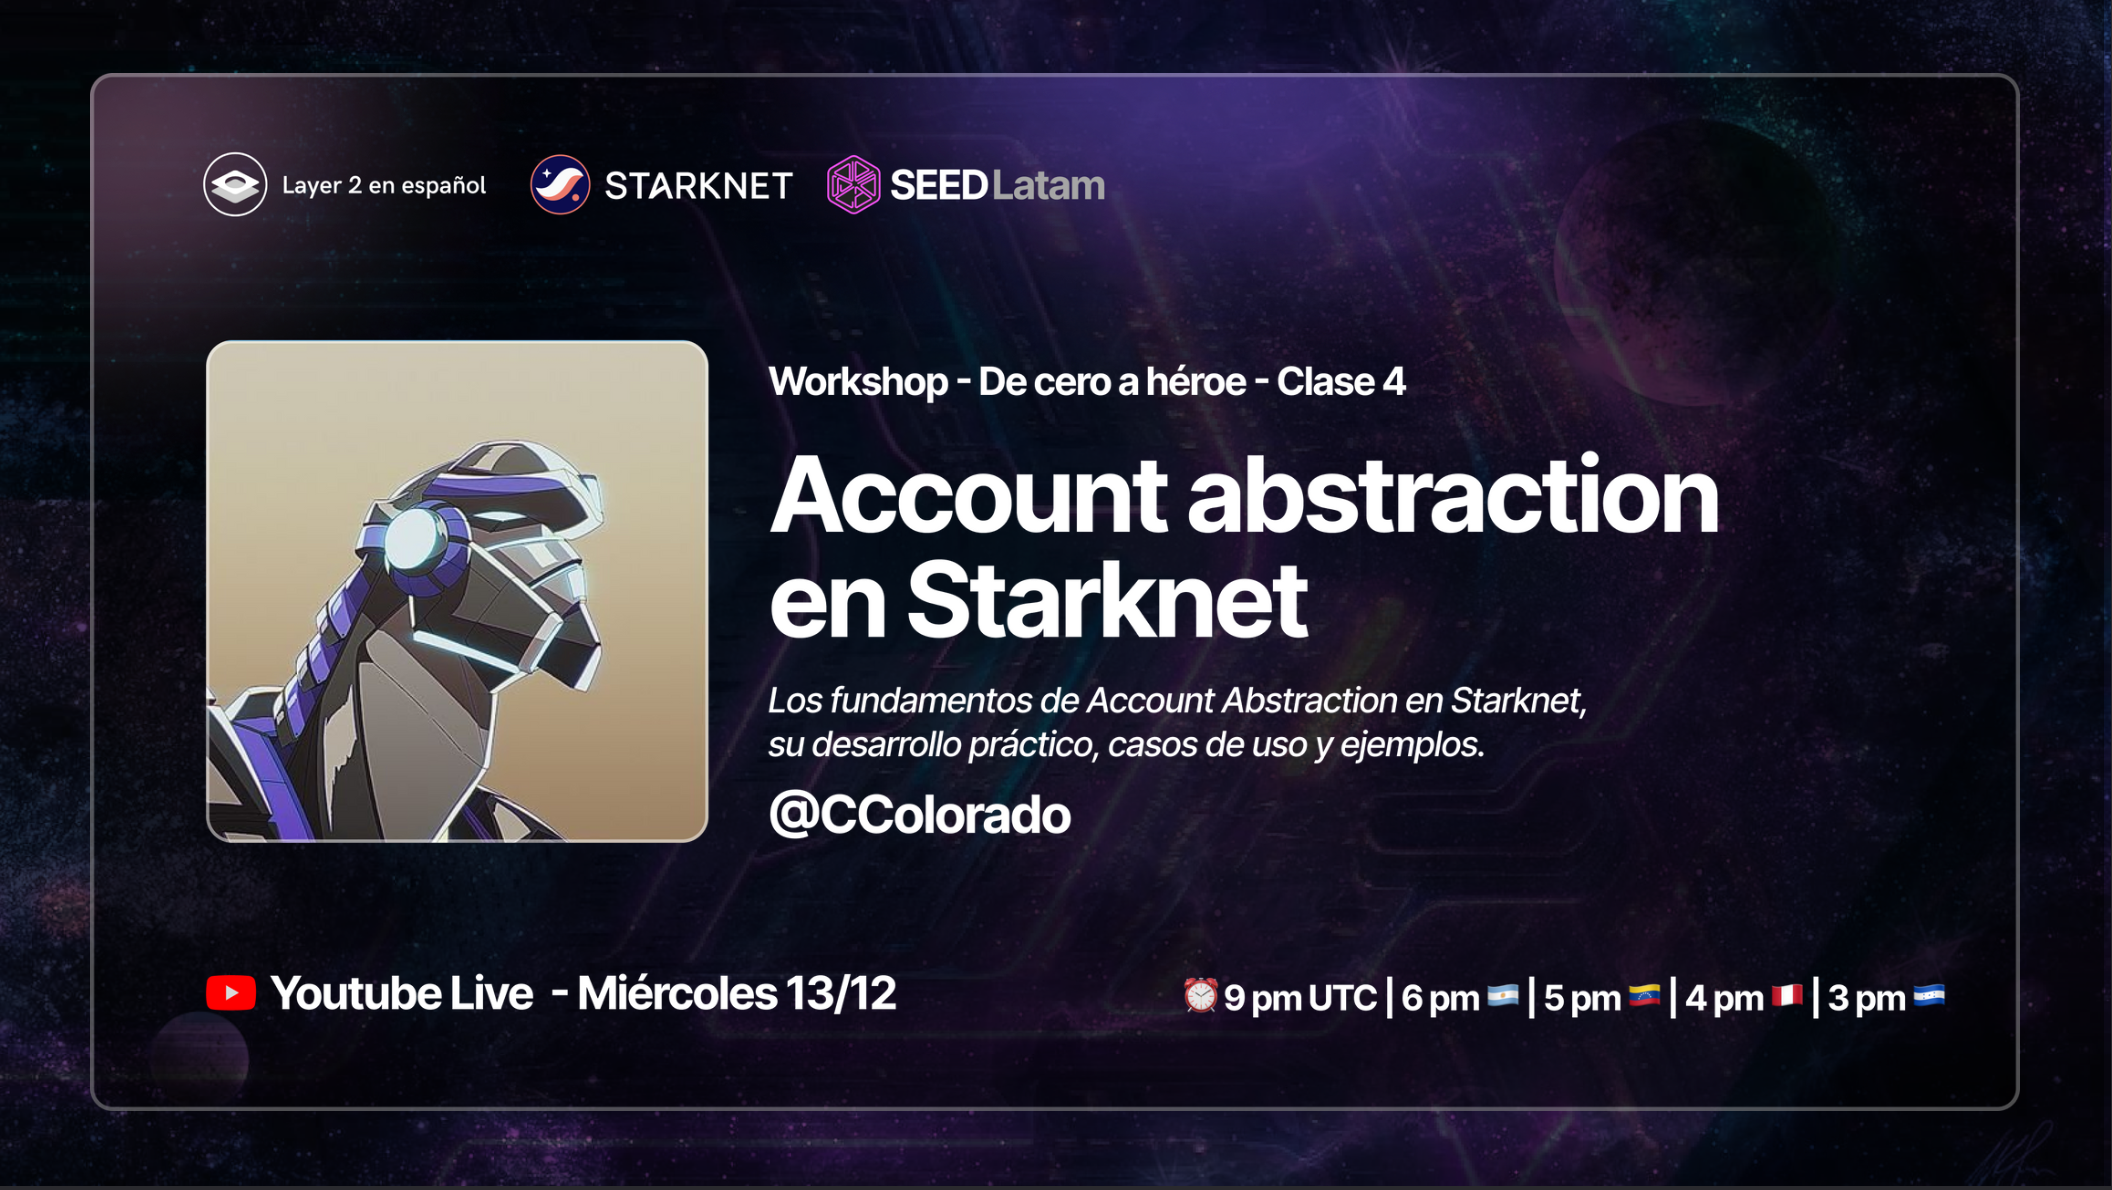 Layer 2 en español
STARKNET
SEEDLatam
Workshop - De cero a héroe - Clase 4
Account abstraction
en Starknet
Los fundamentos de Account Abstraction en Starknet,
su desarrollo práctico, casos de uso y ejemplos.
@CColorado
Youtube Live - Miércoles 13/12
⏰ 9 pm UTC | 6 pm 🇦🇷 | 5 pm 🇻🇪 | 4 pm 🇵🇪 | 3 pm 🇭🇳